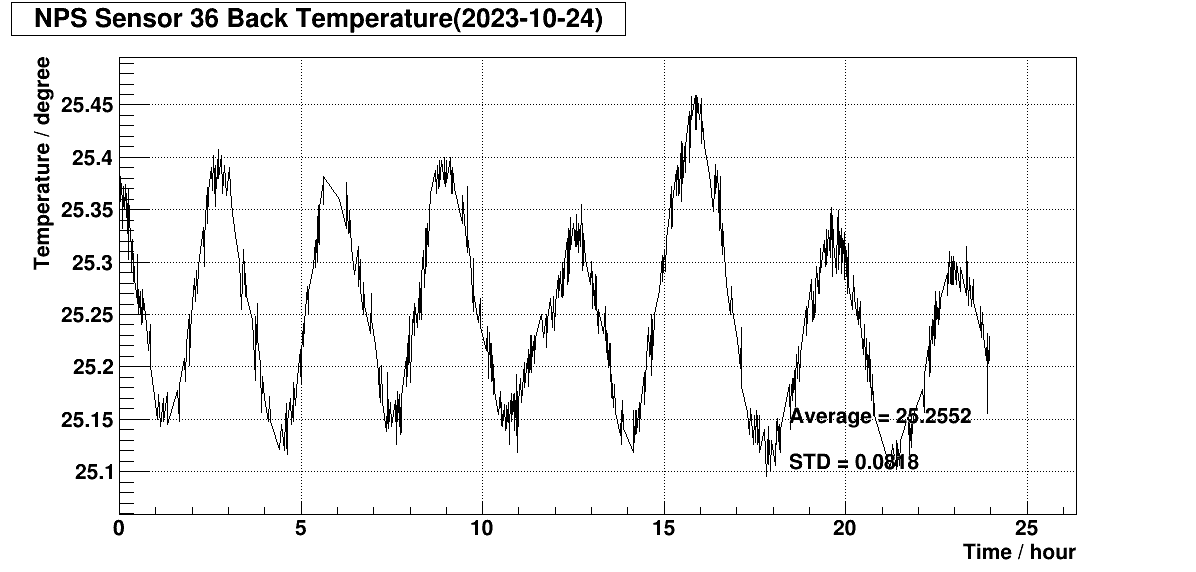 NPS Sensor 36 Back Temperature(2023-10-24)
Temperature / degree
25.45
25.4
25.35
25.3
25.25
25.2
25.15
25.1
Average = 25.2552
STD = 0.0818
0 5 10 15 20 25
Time / hour